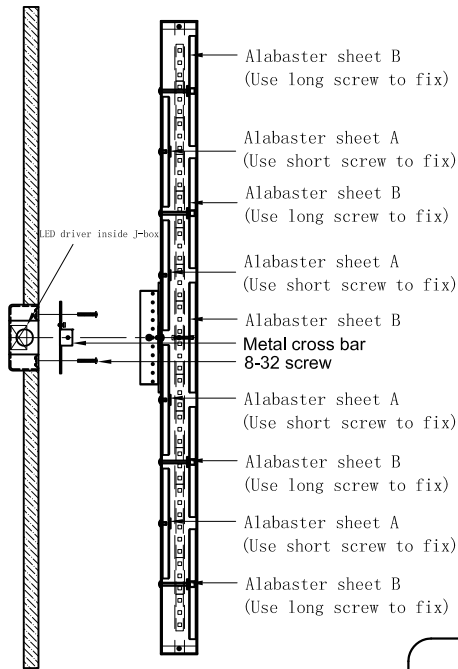 Alabaster sheet B
(Use long screw to fix)
Alabaster sheet A
(Use short screw to fix)
Alabaster sheet B
(Use long screw to fix)
LED driver inside J-box
Alabaster sheet A
(Use short screw to fix)
Alabaster sheet B
Metal cross bar
8-32 screw
Alabaster sheet A
(Use short screw to fix)
Alabaster sheet B
(Use long screw to fix)
Alabaster sheet A
(Use short screw to fix)
Alabaster sheet B
(Use long screw to fix)